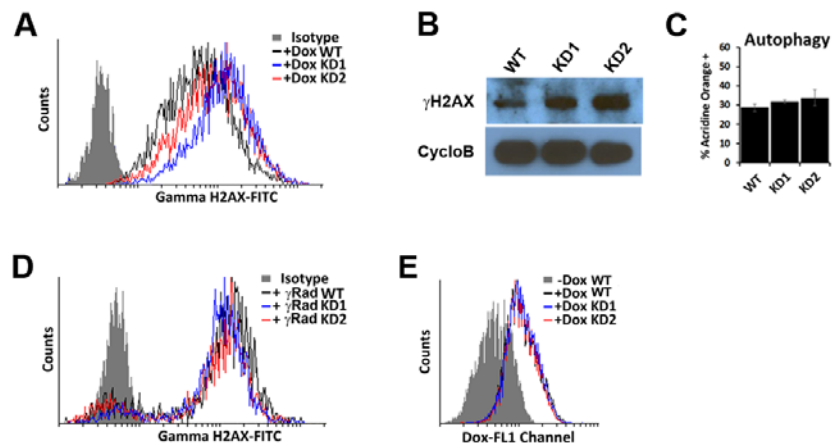 A
Isotype
+Dox WT
+Dox KD1
+Dox KD2
Counts
Gamma H2AX-FITC
B
WT
KD1
KD2
γH2AX
CycloB
C
Autophagy
% Acridine Orange +
60
50
40
30
20
10
0
WT
KD1
KD2
D
Isotype
+ γRad WT
+ γRad KD1
+ γRad KD2
Counts
Gamma H2AX-FITC
E
-Dox WT
+Dox WT
+Dox KD1
+Dox KD2
Counts
Dox-FL1 Channel